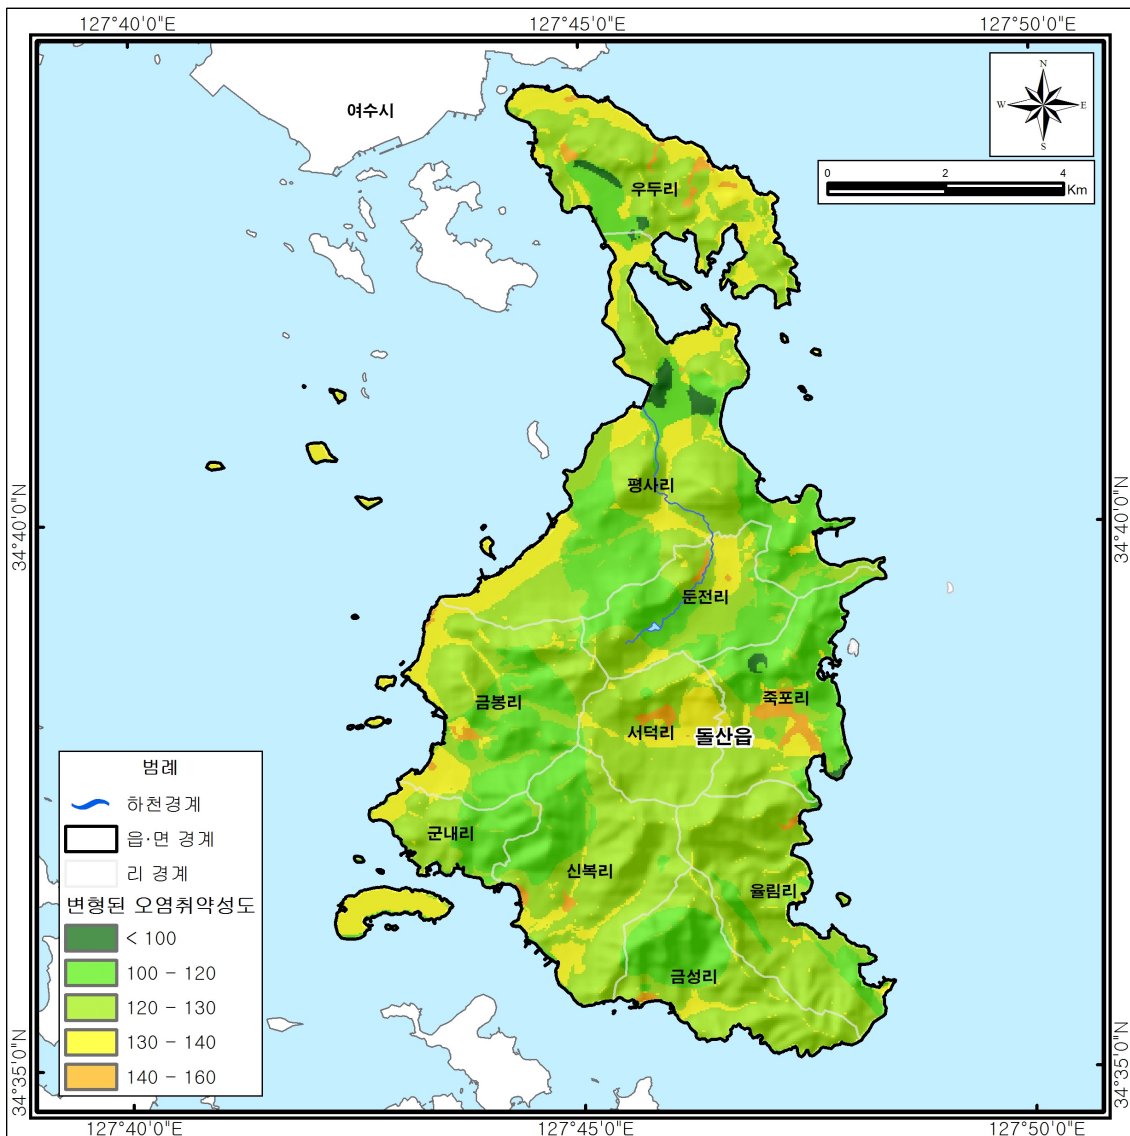 127°40'0"E 127°45'0"E 127°50'0"E
N
W E
S
0 2 4
Km
여수시
우두리
34°40'0"N 34°40'0"N
평사리
둔전리
금봉리
죽포리
서덕리
돌산읍
군내리
신복리
율림리
금성리
범례
하천경계
읍·면 경계
리 경계
변형된 오염취약성도
< 100
100 - 120
120 - 130
130 - 140
140 - 160
34°35'0"N 34°35'0"N
127°40'0"E 127°45'0"E 127°50'0"E